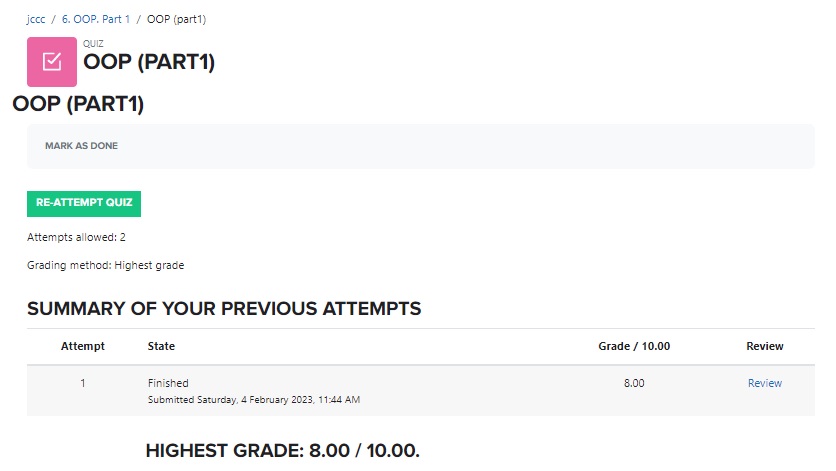 jccc / 6. OOP. Part 1 / OOP (part1)
QUIZ
OOP (PART1)
OOP (PART1)
MARK AS DONE
RE-ATTEMPT QUIZ
Attempts allowed: 2
Grading method: Highest grade
SUMMARY OF YOUR PREVIOUS ATTEMPTS
Attempt State Grade / 10.00 Review
1 Finished 8.00 Review
Submitted Saturday, 4 February 2023, 11:44 AM
HIGHEST GRADE: 8.00 / 10.00.